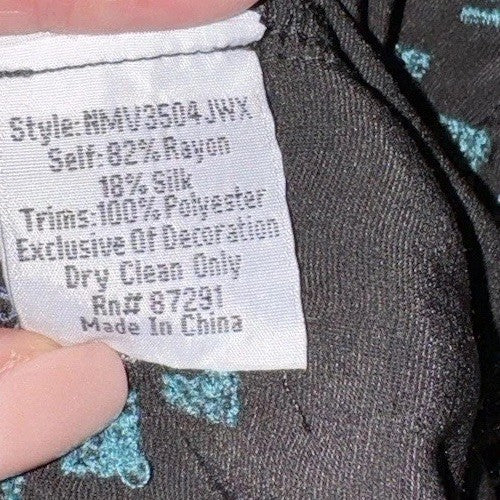 Style:NMV3504JWX
Self:82% Rayon
18% Silk
Trims:100% Polyester
Exclusive Of Decoration
Dry Clean Only
Rn# 87291
Made In China